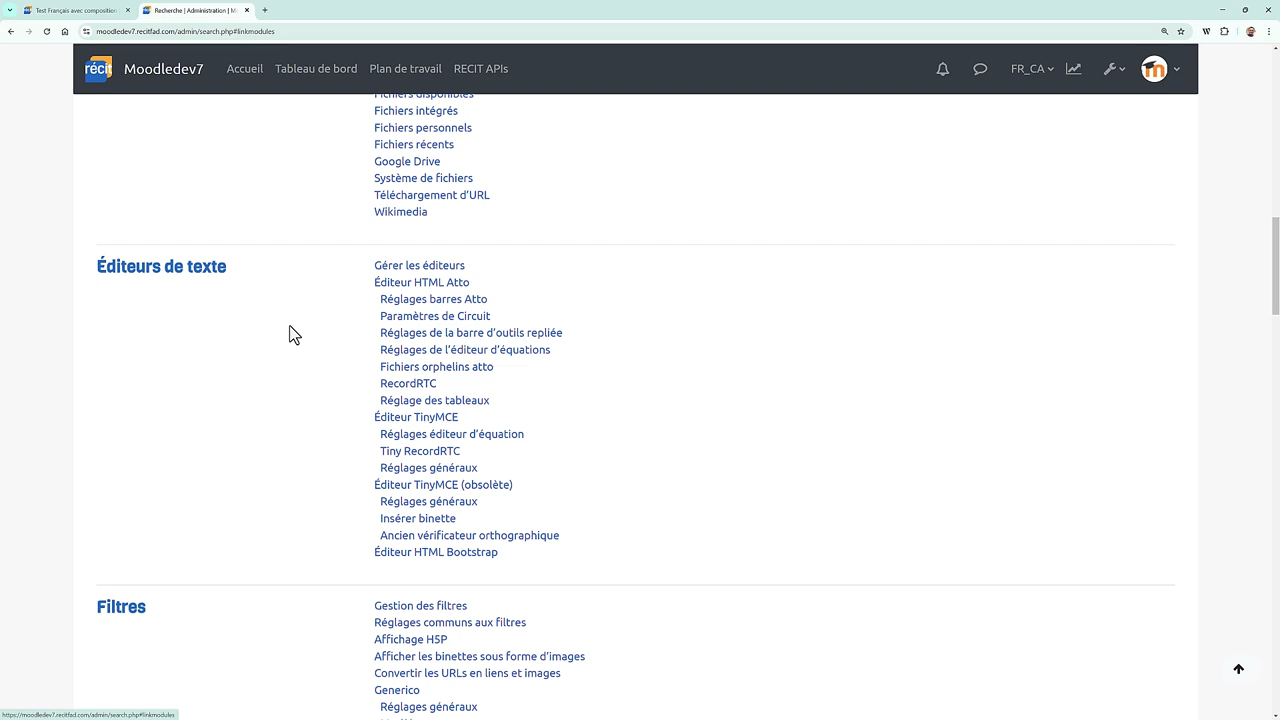 Test Français avec composition
Recherche | Administration | M
moodledev7.recitfad.com/admin/search.php#linkmodules
récit
Moodledev7 Accueil Tableau de bord Plan de travail RECIT APIs FR_CA
Fichiers disponibles
Fichiers intégrés
Fichiers personnels
Fichiers récents
Google Drive
Système de fichiers
Téléchargement d'URL
Wikimedia
Éditeurs de texte
Gérer les éditeurs
Éditeur HTML Atto
Réglages barres Atto
Paramètres de Circuit
Réglages de la barre d'outils repliée
Réglages de l'éditeur d'équations
Fichiers orphelins atto
RecordRTC
Réglage des tableaux
Éditeur TinyMCE
Réglages éditeur d'équation
Tiny RecordRTC
Réglages généraux
Éditeur TinyMCE (obsolète)
Réglages généraux
Insérer binette
Ancien vérificateur orthographique
Éditeur HTML Bootstrap
Filtres
Gestion des filtres
Réglages communs aux filtres
Affichage H5P
Afficher les binettes sous forme d'images
Convertir les URLs en liens et images
Generico
Réglages généraux
https://moodledev7.recitfad.com/admin/search.php#linkmodules